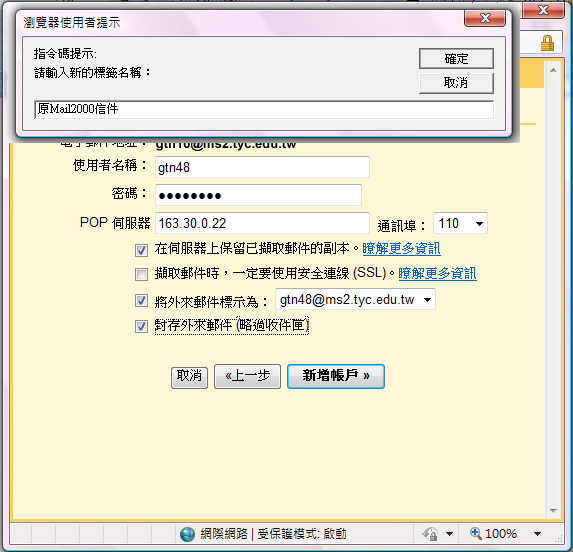 瀏覽器使用者提示
指令碼提示:
請輸入新的標籤名稱：
確定
取消
原Mail2000信件
使用者名稱： gtn48
密碼： ●●●●●●●●
POP 伺服器 163.30.0.22 通訊埠： 110
在伺服器上保留已擷取郵件的副本。瞭解更多資訊
擷取郵件時，一定要使用安全連線 (SSL)。瞭解更多資訊
將外來郵件標示為： gtn48@ms2.tyc.edu.tw
封存外來郵件 (略過收件匣)
取消 «上一步 新增帳戶 »
網際網路 | 受保護模式: 啟動 100%